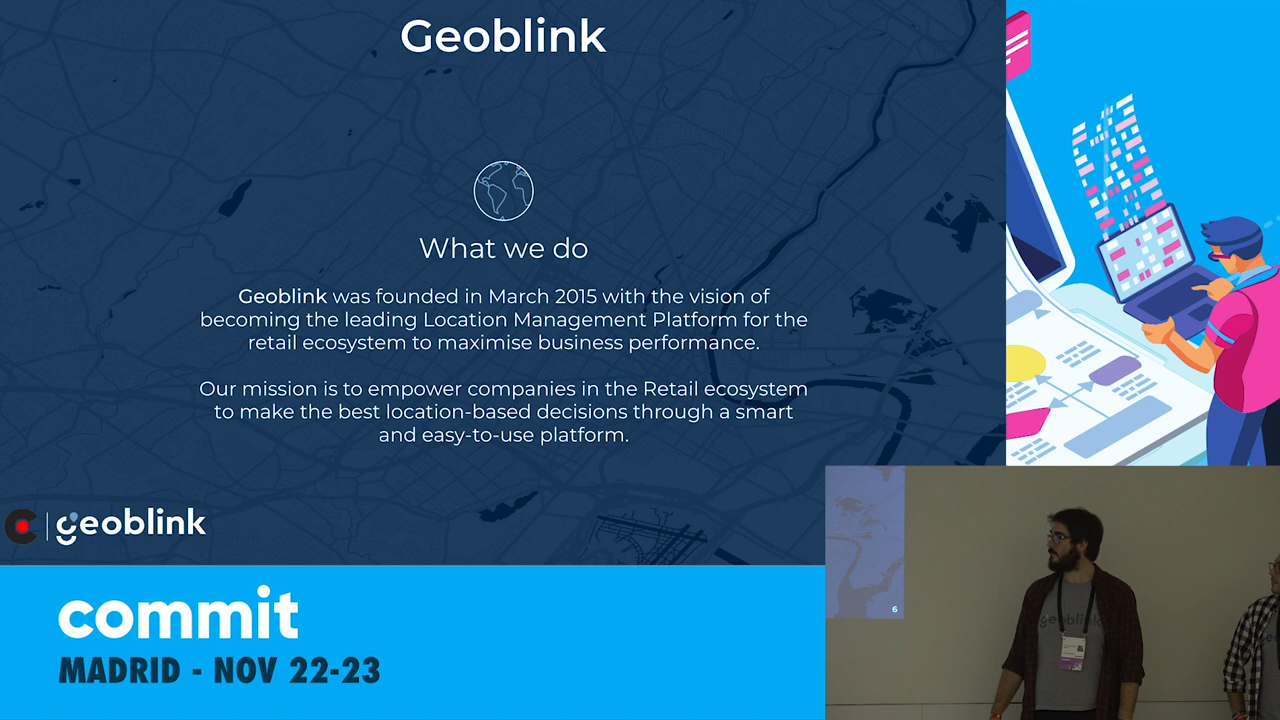 Geoblink
What we do
Geoblink was founded in March 2015 with the vision of
becoming the leading Location Management Platform for the
retail ecosystem to maximise business performance.
Our mission is to empower companies in the Retail ecosystem
to make the best location-based decisions through a smart
and easy-to-use platform.
geoblink
commit
MADRID - NOV 22-23
6
geoblink